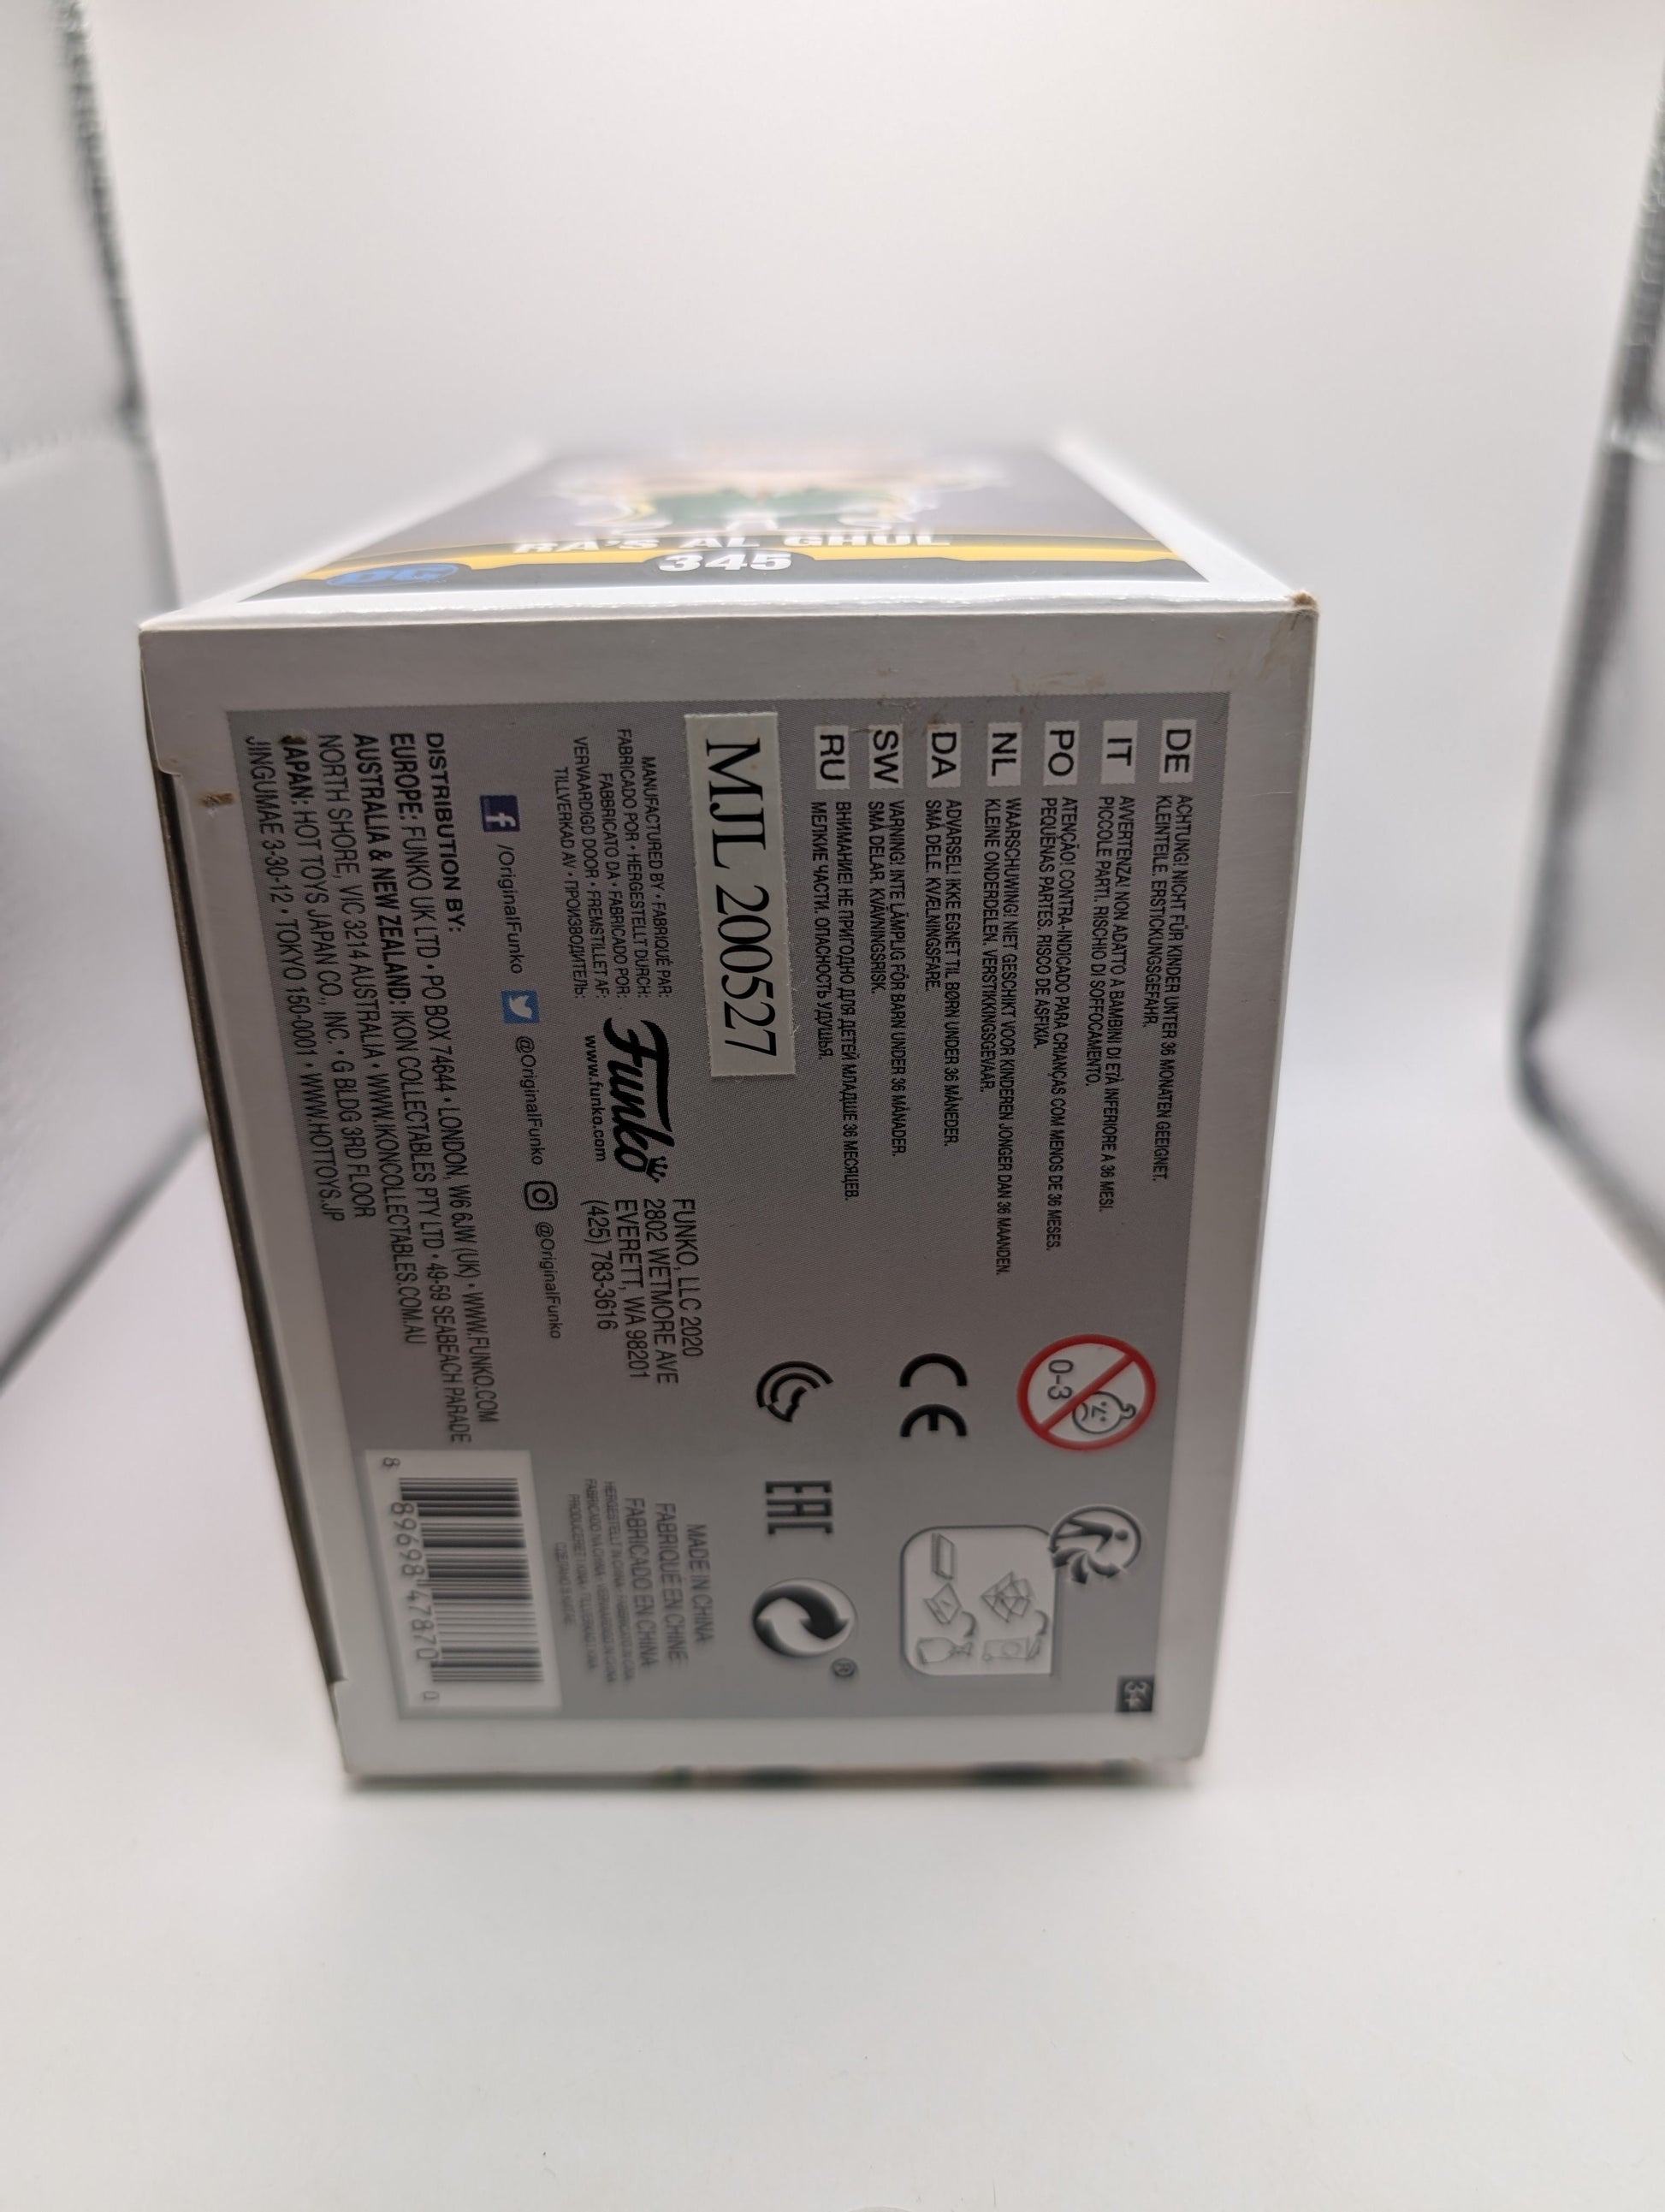 RA'S AL GHUL
345
DC
DE ACHTUNG! NICHT FÜR KINDER UNTER 36 MONATEN GEEIGNET.
KLEINTEILE. ERSTICKUNGSGEFAHR.
IT AVVERTENZA! NON ADATTO A BAMBINI DI ETÀ INFERIORE A 36 MESI.
PICCOLE PARTI. RISCHIO DI SOFFOCAMENTO.
PO ATENÇÃO! CONTRA-INDICADO PARA CRIANÇAS COM MENOS DE 36 MESES.
PEQUENAS PARTES. RISCO DE ASFIXIA.
NL WAARSCHUWING! NIET GESCHIKT VOOR KINDEREN JONGER DAN 36 MAANDEN.
KLEINE ONDERDELEN. VERSTIKKINGSGEVAAR.
DA ADVARSEL! IKKE EGNET TIL BØRN UNDER 36 MÅNEDER.
SMÅ DELE. KVÆLNINGSFARE.
SW VARNING! INTE LÄMPLIG FÖR BARN UNDER 36 MÅNADER.
SMÅ DELAR. KVÄVNINGSRISK.
RU ВНИМАНИЕ! НЕ ПРИГОДНО ДЛЯ ДЕТЕЙ МЛАДШЕ 36 МЕСЯЦЕВ.
МЕЛКИЕ ЧАСТИ. ОПАСНОСТЬ УДУШЬЯ.
0-3
CE
EAC
®
34
MJL 200527
MANUFACTURED BY • FABRIQUÉ PAR:
FABRICADO POR • HERGESTELLT DURCH:
FABBRICATO DA • FABRICADO POR:
VERVAARDIGD DOOR • FREMSTILLET AF:
TILLVERKAD AV • ПРОИЗВОДИТЕЛЬ:
Funko
www.funko.com
FUNKO, LLC 2020
2802 WETMORE AVE
EVERETT, WA 98201
(425) 783-3616
MADE IN CHINA
FABRIQUÉ EN CHINE
FABRICADO EN CHINA
/OriginalFunko @OriginalFunko @OriginalFunko
DISTRIBUTION BY:
EUROPE: FUNKO UK LTD • PO BOX 74644 • LONDON, W6 6JW (UK) • WWW.FUNKO.COM
AUSTRALIA & NEW ZEALAND: IKON COLLECTABLES PTY LTD • 49-59 SEABEACH PARADE
NORTH SHORE, VIC 3214 AUSTRALIA • WWW.IKONCOLLECTABLES.COM.AU
JAPAN: HOT TOYS JAPAN CO., INC. • G BLDG 3RD FLOOR
JINGUMAE 3-30-12 • TOKYO 150-0001 • WWW.HOTTOYS.JP
8 89698 47870 0